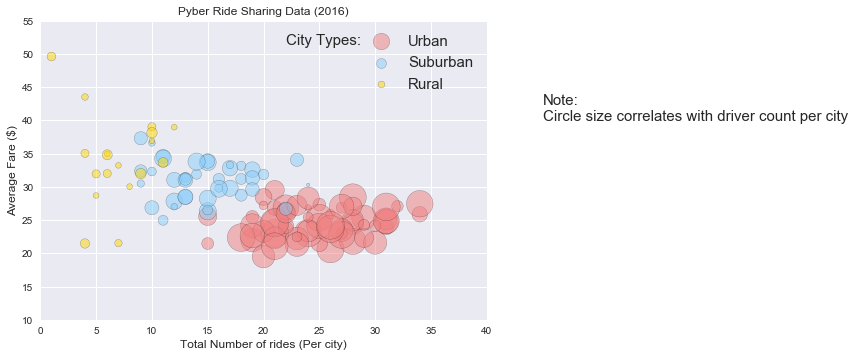 Pyber Ride Sharing Data (2016)
55
50
45
40
35
30
25
20
15
10
Average Fare ($)
City Types:
Urban
Suburban
Rural
Note:
Circle size correlates with driver count per city
0
5
10
15
20
25
30
35
40
Total Number of rides (Per city)